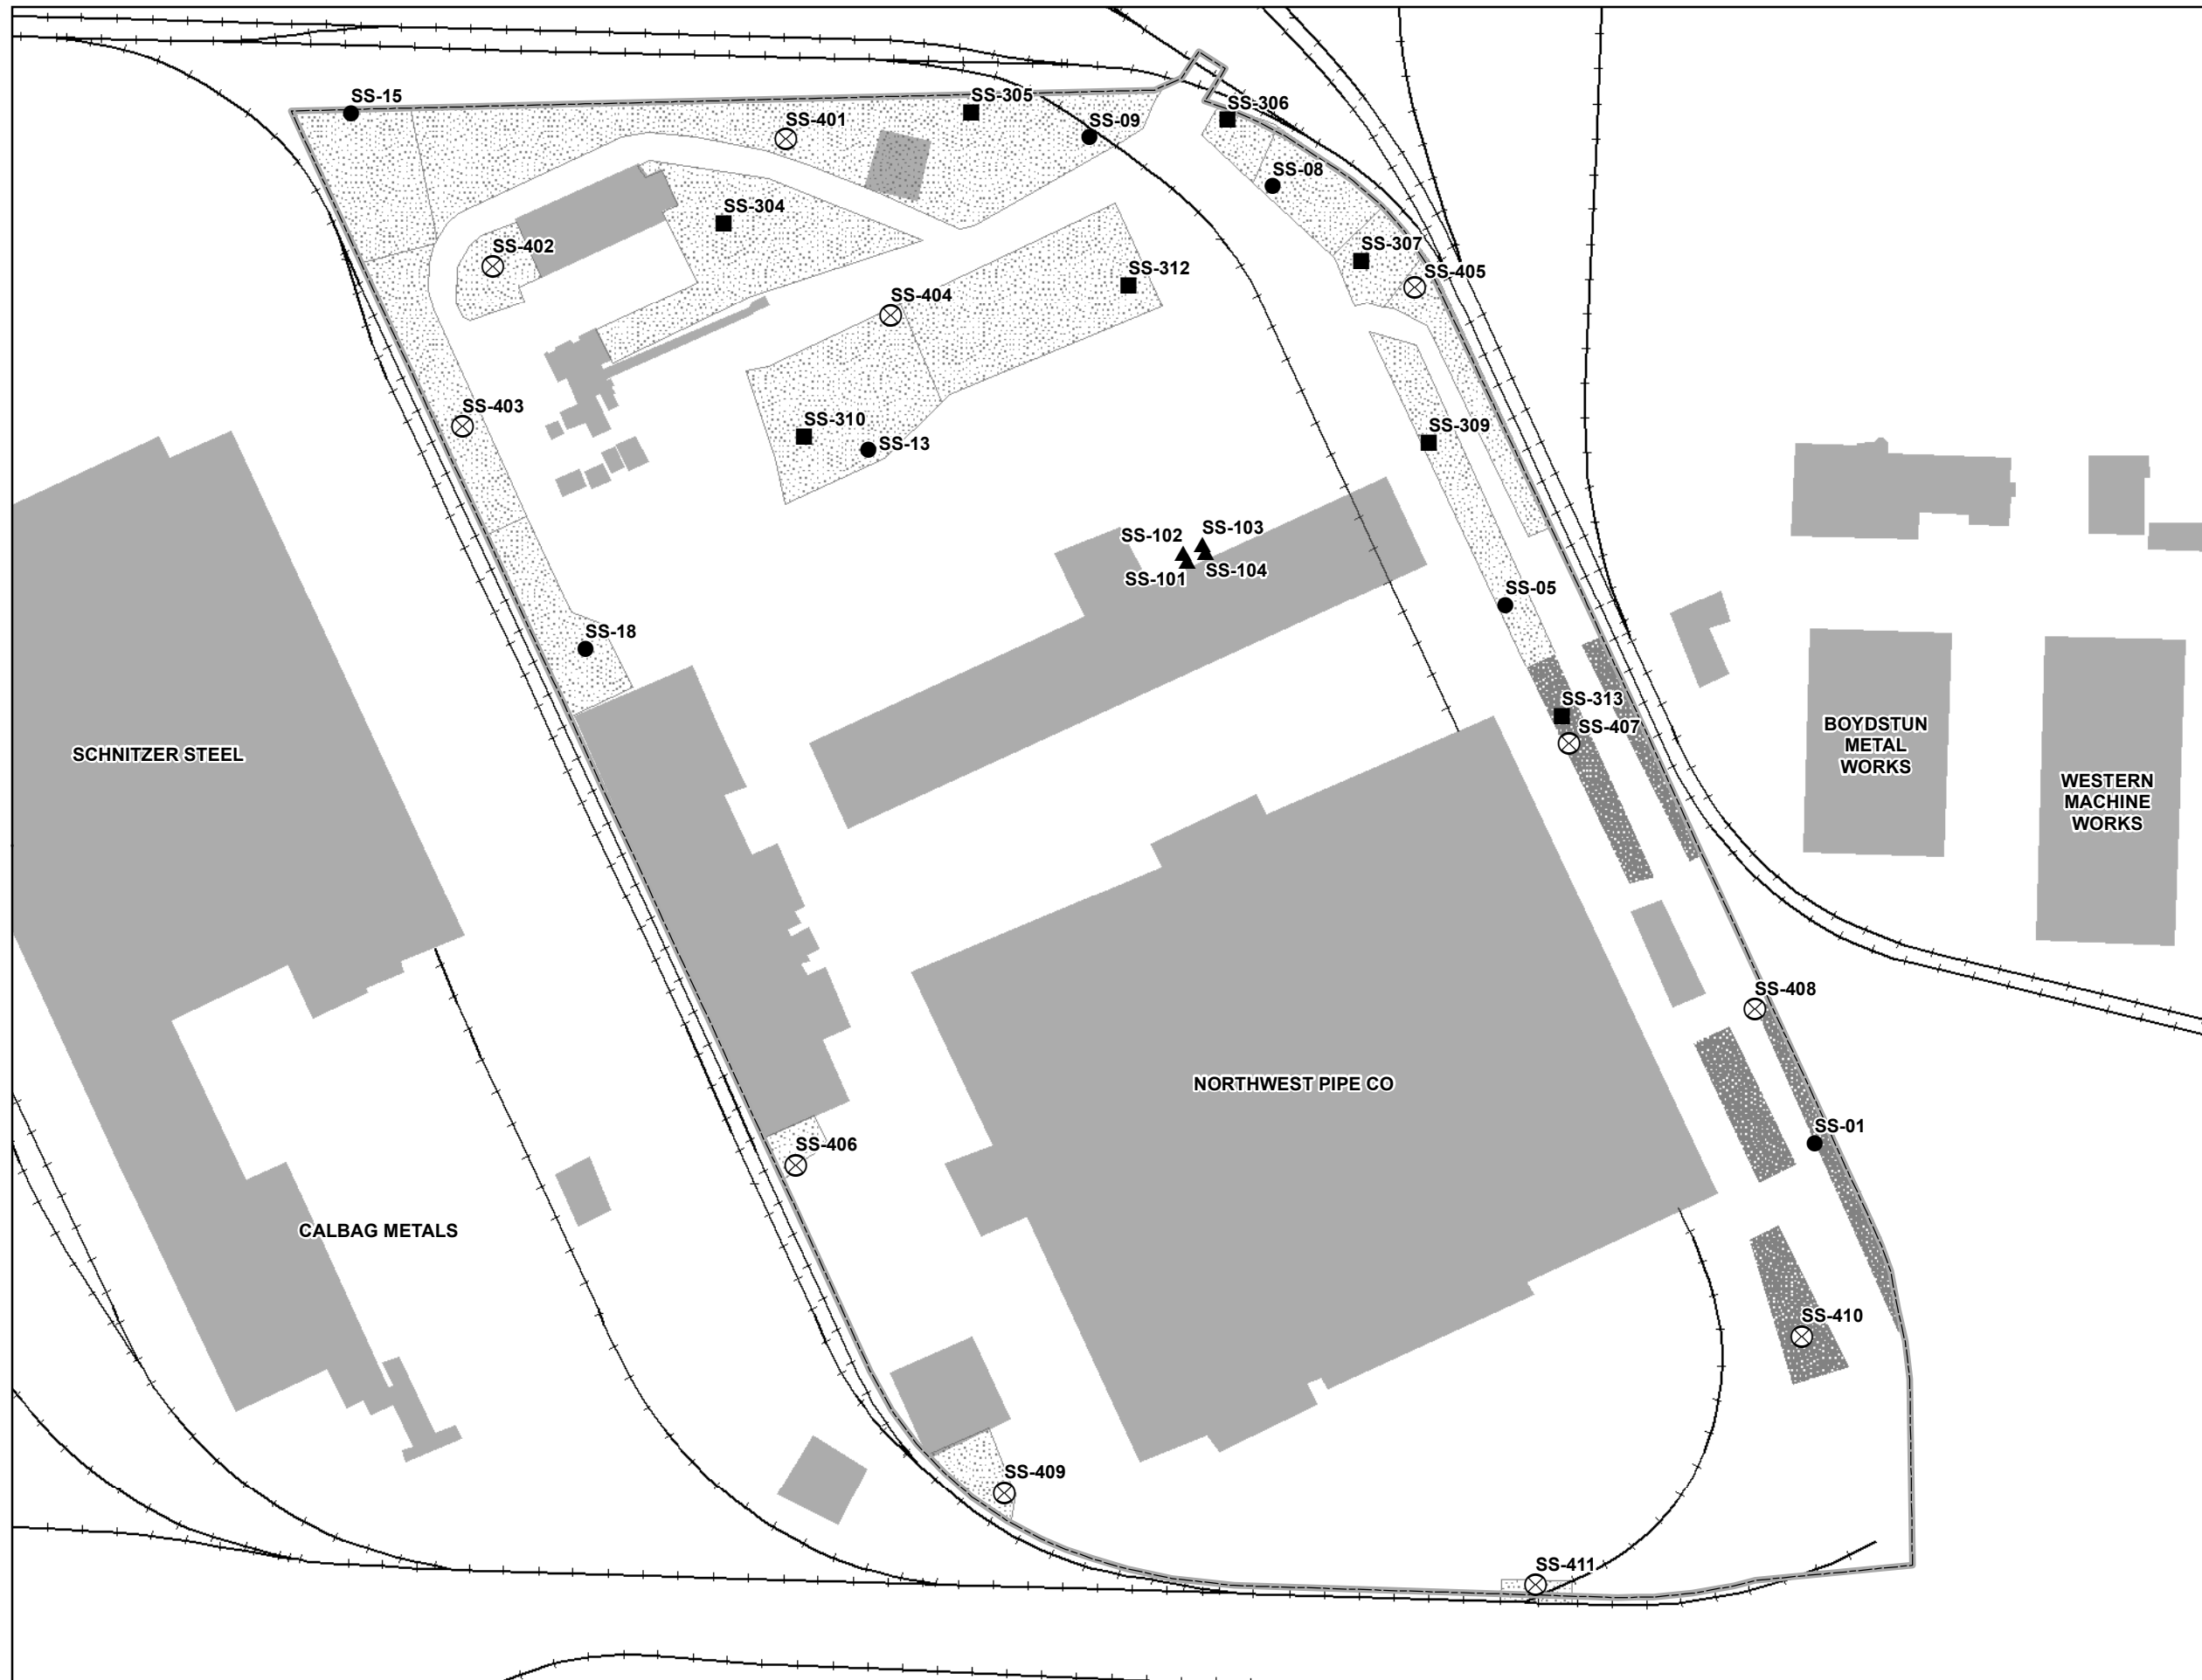 SS-15
SS-305
SS-306
SS-401
SS-09
SS-08
SS-304
SS-402
SS-307
SS-312
SS-405
SS-404
SS-403
SS-310
SS-13
SS-309
SS-102
SS-103
SS-101
SS-104
SS-05
SS-18
SS-313
SS-407
SCHNITZER STEEL
BOYDSTUN
METAL
WORKS
WESTERN
MACHINE
WORKS
SS-408
NORTHWEST PIPE CO
SS-01
SS-406
CALBAG METALS
SS-410
SS-409
SS-411